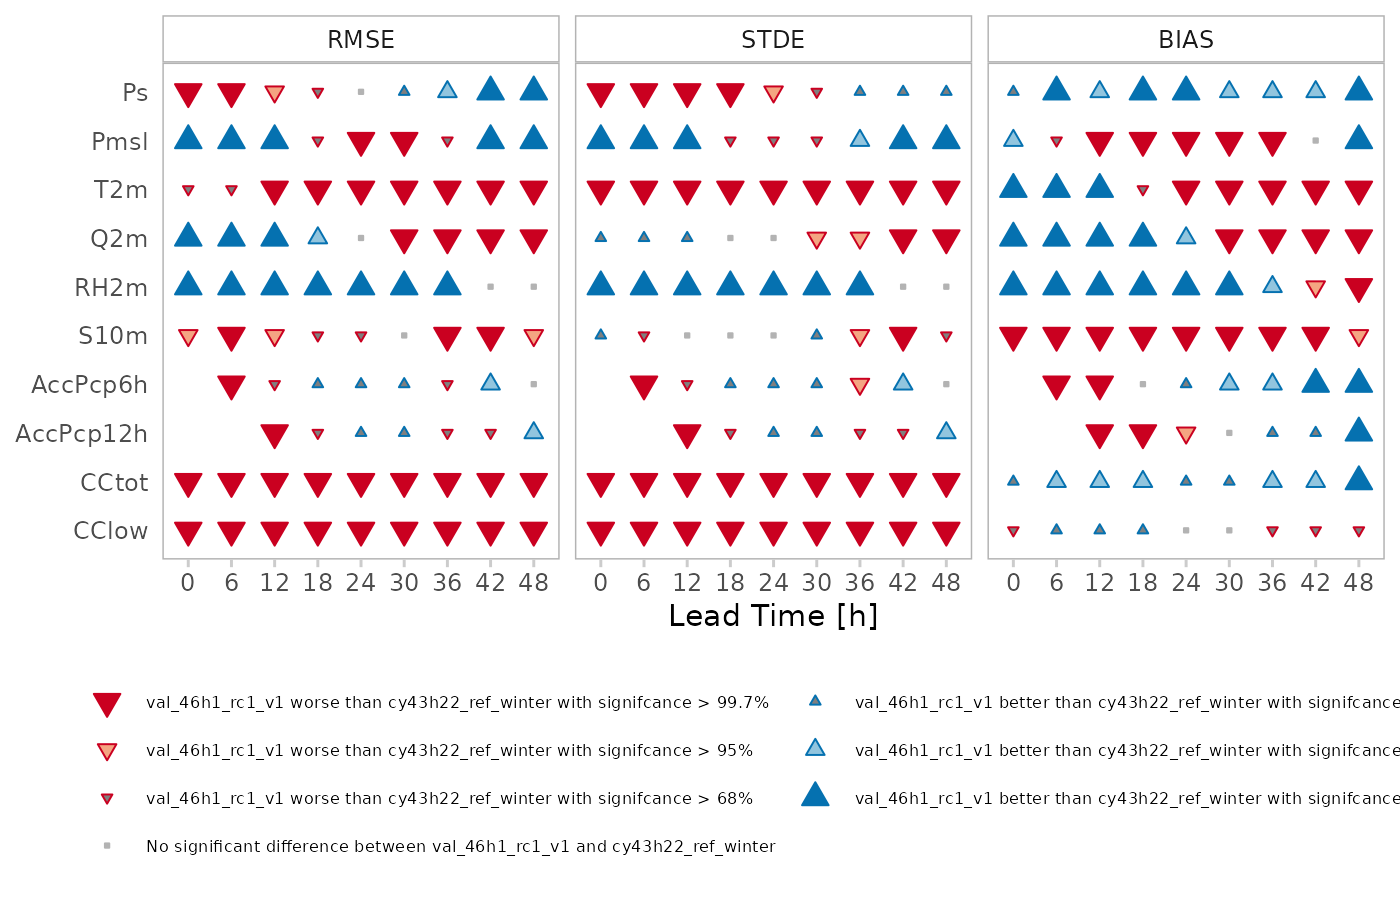 RMSE STDE BIAS
Ps
Pmsl
T2m
Q2m
RH2m
S10m
AccPcp6h
AccPcp12h
CCtot
CClow
0 6 12 18 24 30 36 42 48 0 6 12 18 24 30 36 42 48 0 6 12 18 24 30 36 42 48
Lead Time [h]
val_46h1_rc1_v1 worse than cy43h22_ref_winter with signifcance > 99.7% val_46h1_rc1_v1 better than cy43h22_ref_winter with signifcance
val_46h1_rc1_v1 worse than cy43h22_ref_winter with signifcance > 95% val_46h1_rc1_v1 better than cy43h22_ref_winter with signifcance
val_46h1_rc1_v1 worse than cy43h22_ref_winter with signifcance > 68% val_46h1_rc1_v1 better than cy43h22_ref_winter with signifcance
No significant difference between val_46h1_rc1_v1 and cy43h22_ref_winter